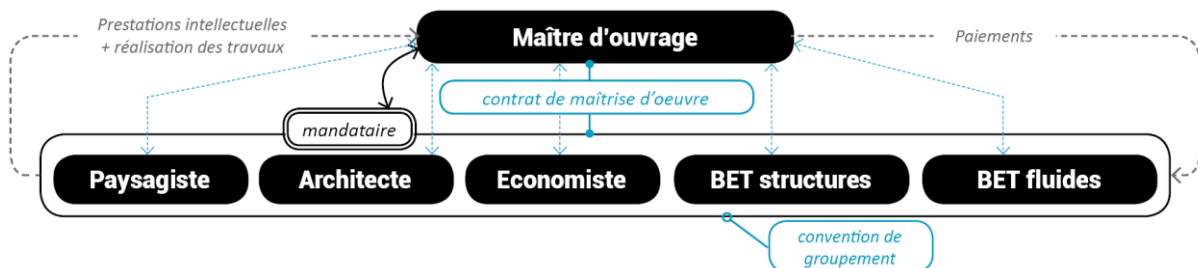 Prestations intellectuelles
+ réalisation des travaux
Maître d'ouvrage
Paiements
contrat de maîtrise d'oeuvre
mandataire
Paysagiste
Architecte
Economiste
BET structures
BET fluides
convention de
groupement